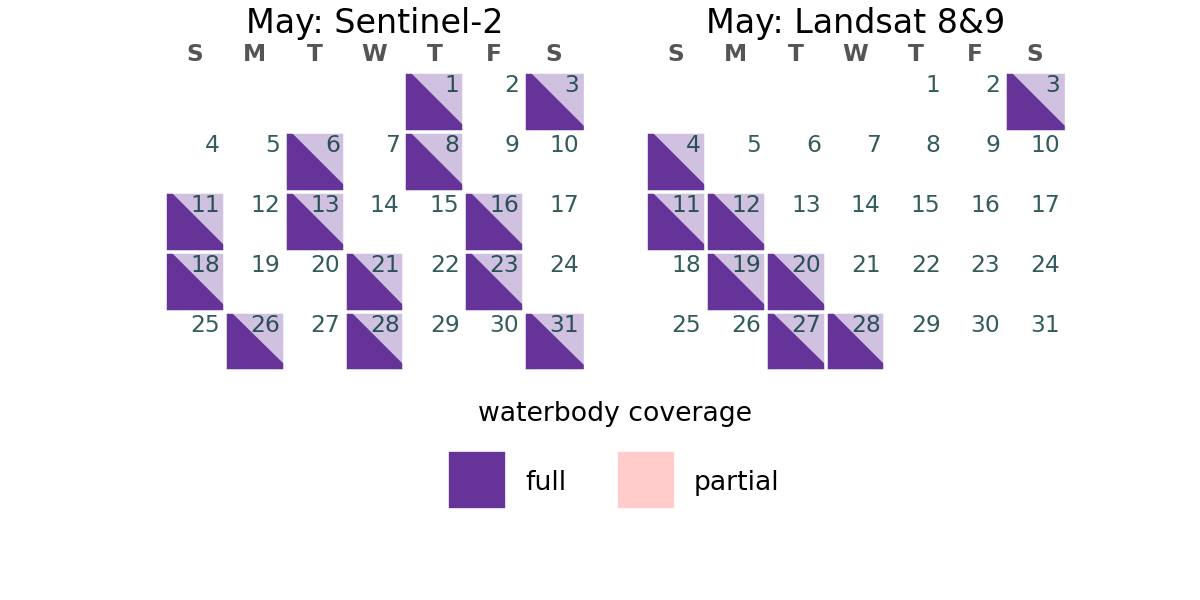 May: Sentinel-2
S M T W T F S
1 2 3
4 5 6 7 8 9 10
11 12 13 14 15 16 17
18 19 20 21 22 23 24
25 26 27 28 29 30 31
May: Landsat 8&9
S M T W T F S
1 2 3
4 5 6 7 8 9 10
11 12 13 14 15 16 17
18 19 20 21 22 23 24
25 26 27 28 29 30 31
waterbody coverage
full
partial